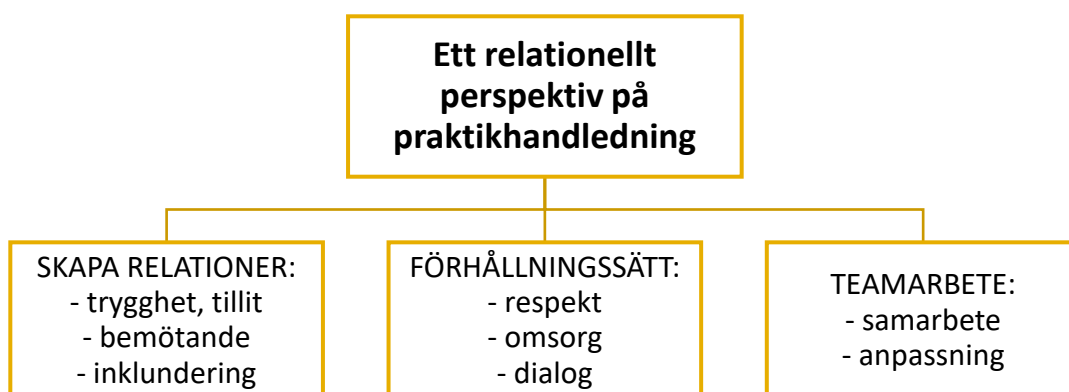 Ett relationellt
perspektiv på
praktikhandledning
SKAPA RELATIONER:
- trygghet, tillit
- bemötande
- inklundering
FÖRHÅLLNINGSSÄTT:
- respekt
- omsorg
- dialog
TEAMARBETE:
- samarbete
- anpassning